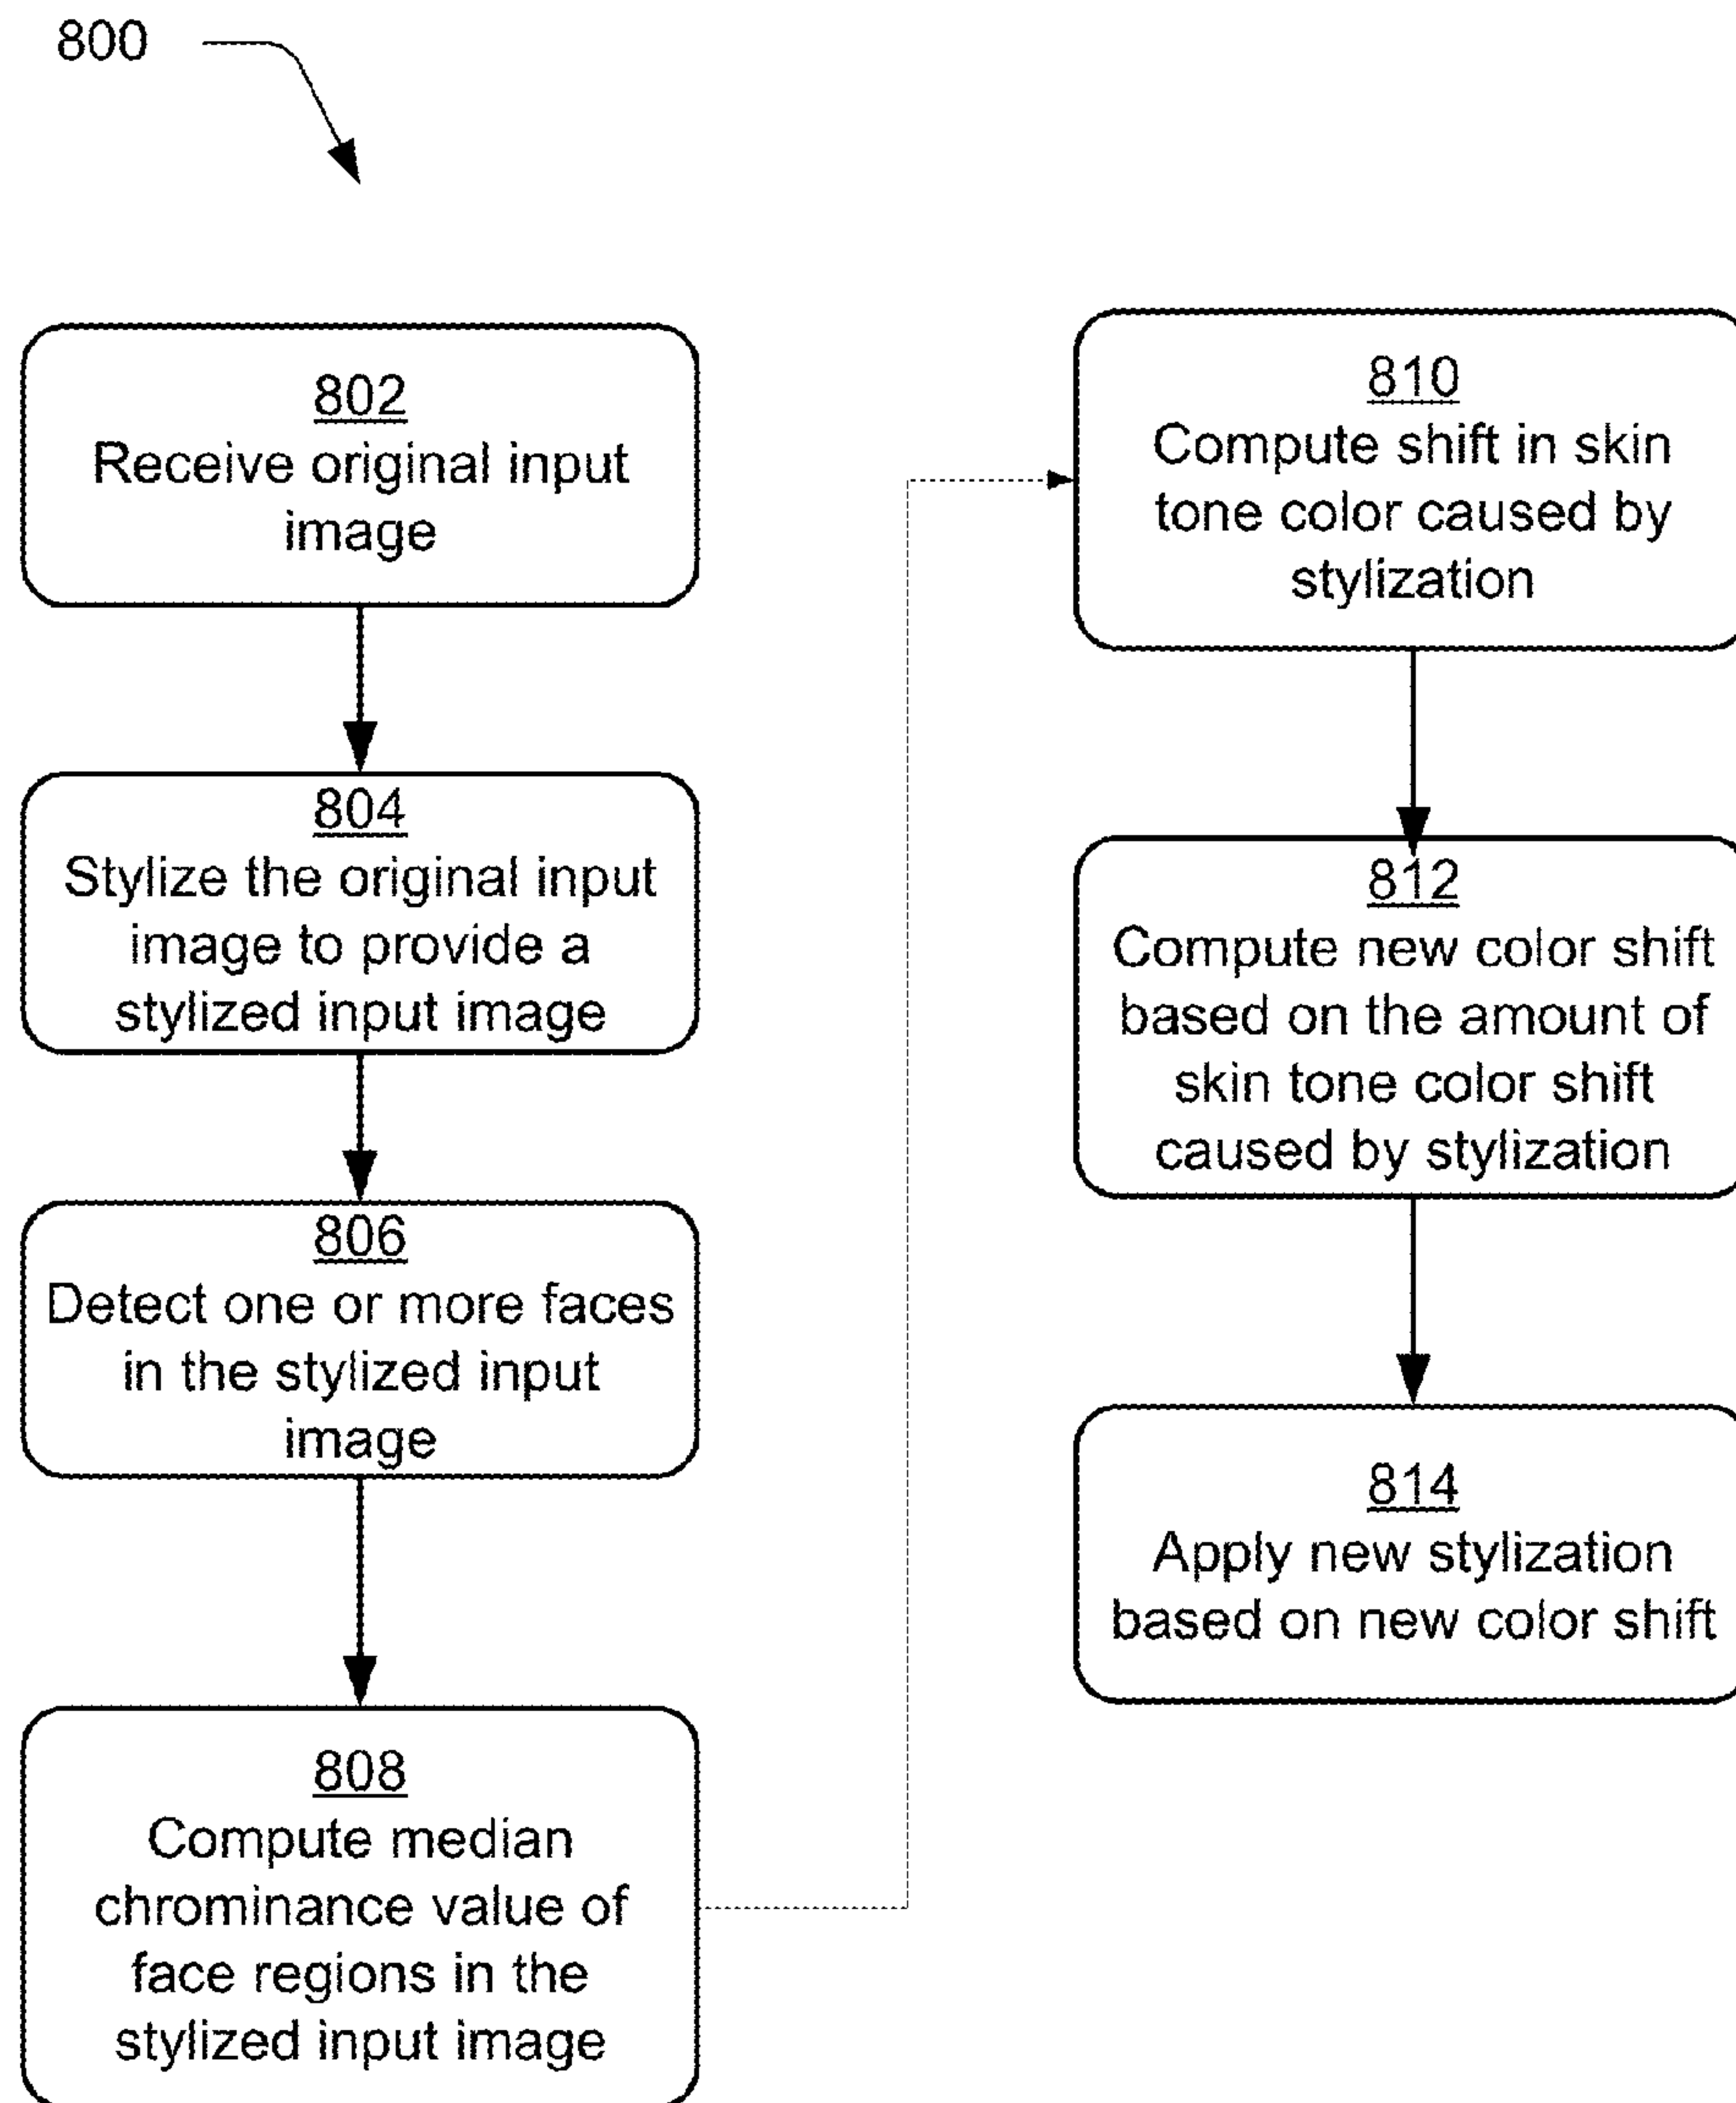 800
802
Receive original input
image
804
Stylize the original input
image to provide a
stylized input image
806
Detect one or more faces
in the stylized input
image
808
Compute median
chrominance value of
face regions in the
stylized input image
810
Compute shift in skin
tone color caused by
stylization
812
Compute new color shift
based on the amount of
skin tone color shift
caused by stylization
814
Apply new stylization
based on new color shift